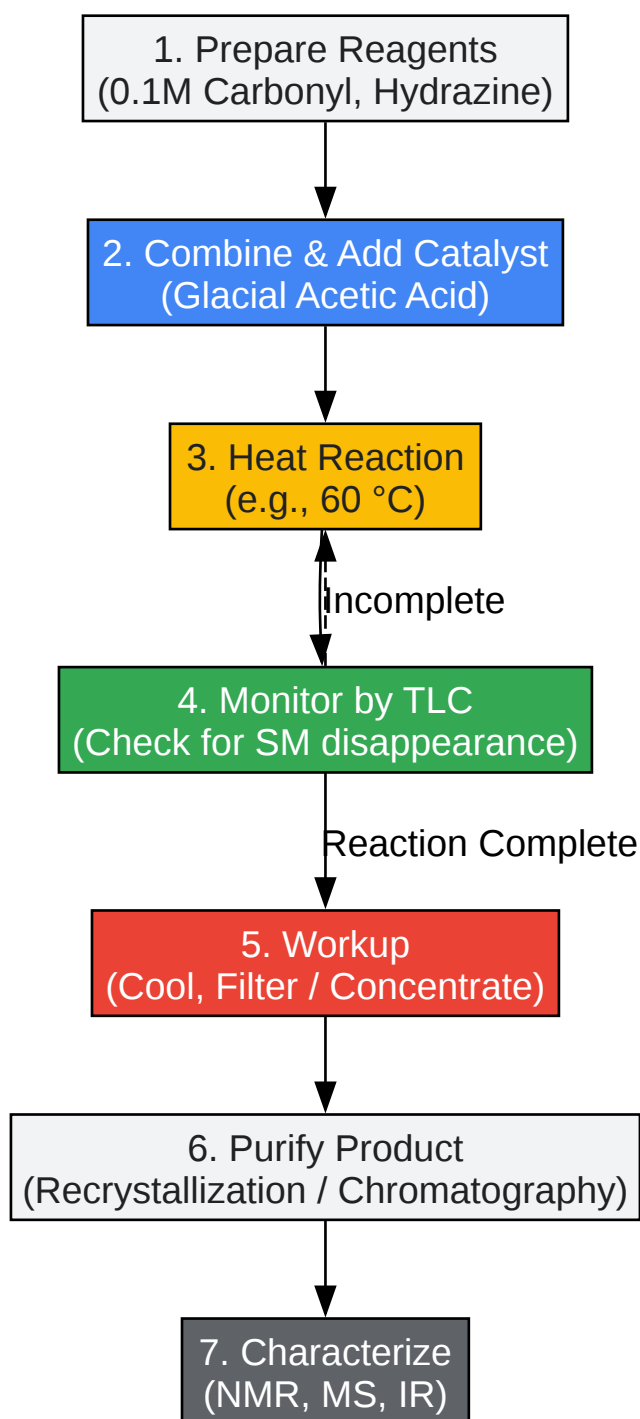 1. Prepare Reagents
(0.1M Carbonyl, Hydrazine)
2. Combine & Add Catalyst
(Glacial Acetic Acid)
3. Heat Reaction
(e.g., 60 °C)
Incomplete
4. Monitor by TLC
(Check for SM disappearance)
Reaction Complete
5. Workup
(Cool, Filter / Concentrate)
6. Purify Product
(Recrystallization / Chromatography)
7. Characterize
(NMR, MS, IR)